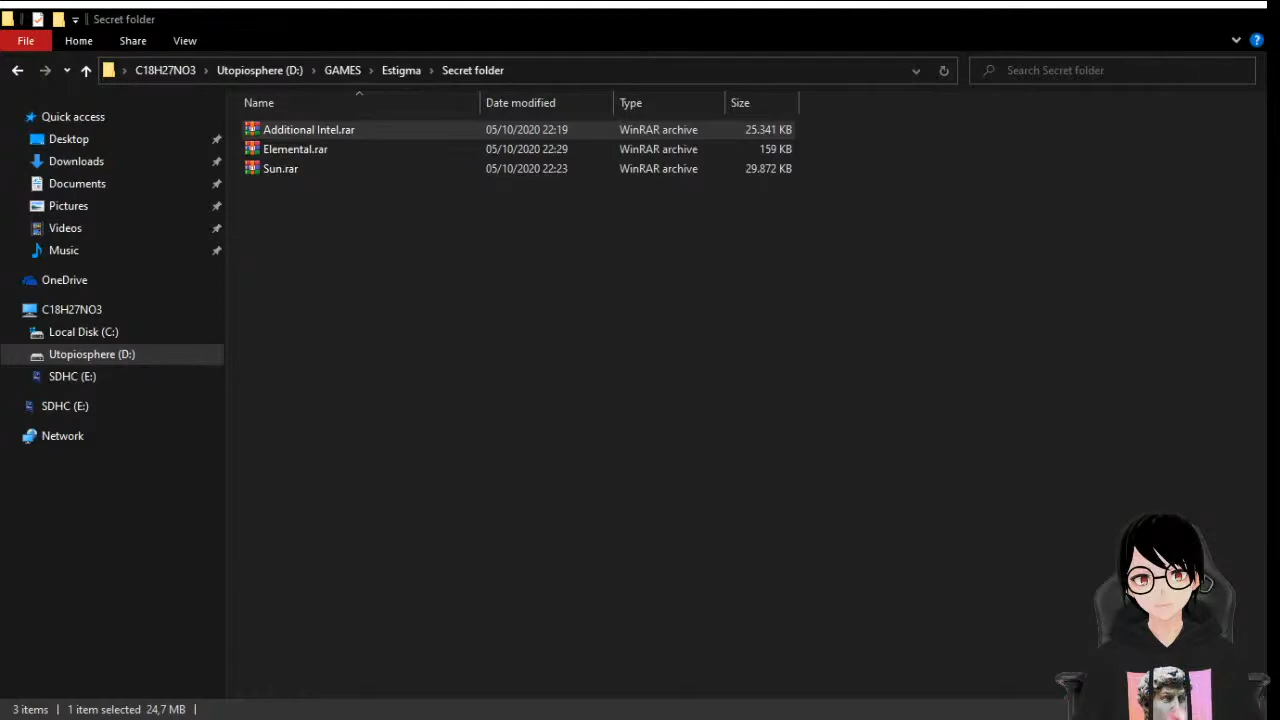 Secret folder
File Home Share View
C18H27NO3 Utopiosphere (D:) GAMES Estigma Secret folder Search Secret folder
Name Date modified Type Size
Additional Intel.rar 05/10/2020 22:19 WinRAR archive 25.341 KB
Elemental.rar 05/10/2020 22:29 WinRAR archive 159 KB
Sun.rar 05/10/2020 22:23 WinRAR archive 29.872 KB
Quick access
Desktop
Downloads
Documents
Pictures
Videos
Music
OneDrive
C18H27NO3
Local Disk (C:)
Utopiosphere (D:)
SDHC (E:)
SDHC (E:)
Network
3 items 1 item selected 24,7 MB